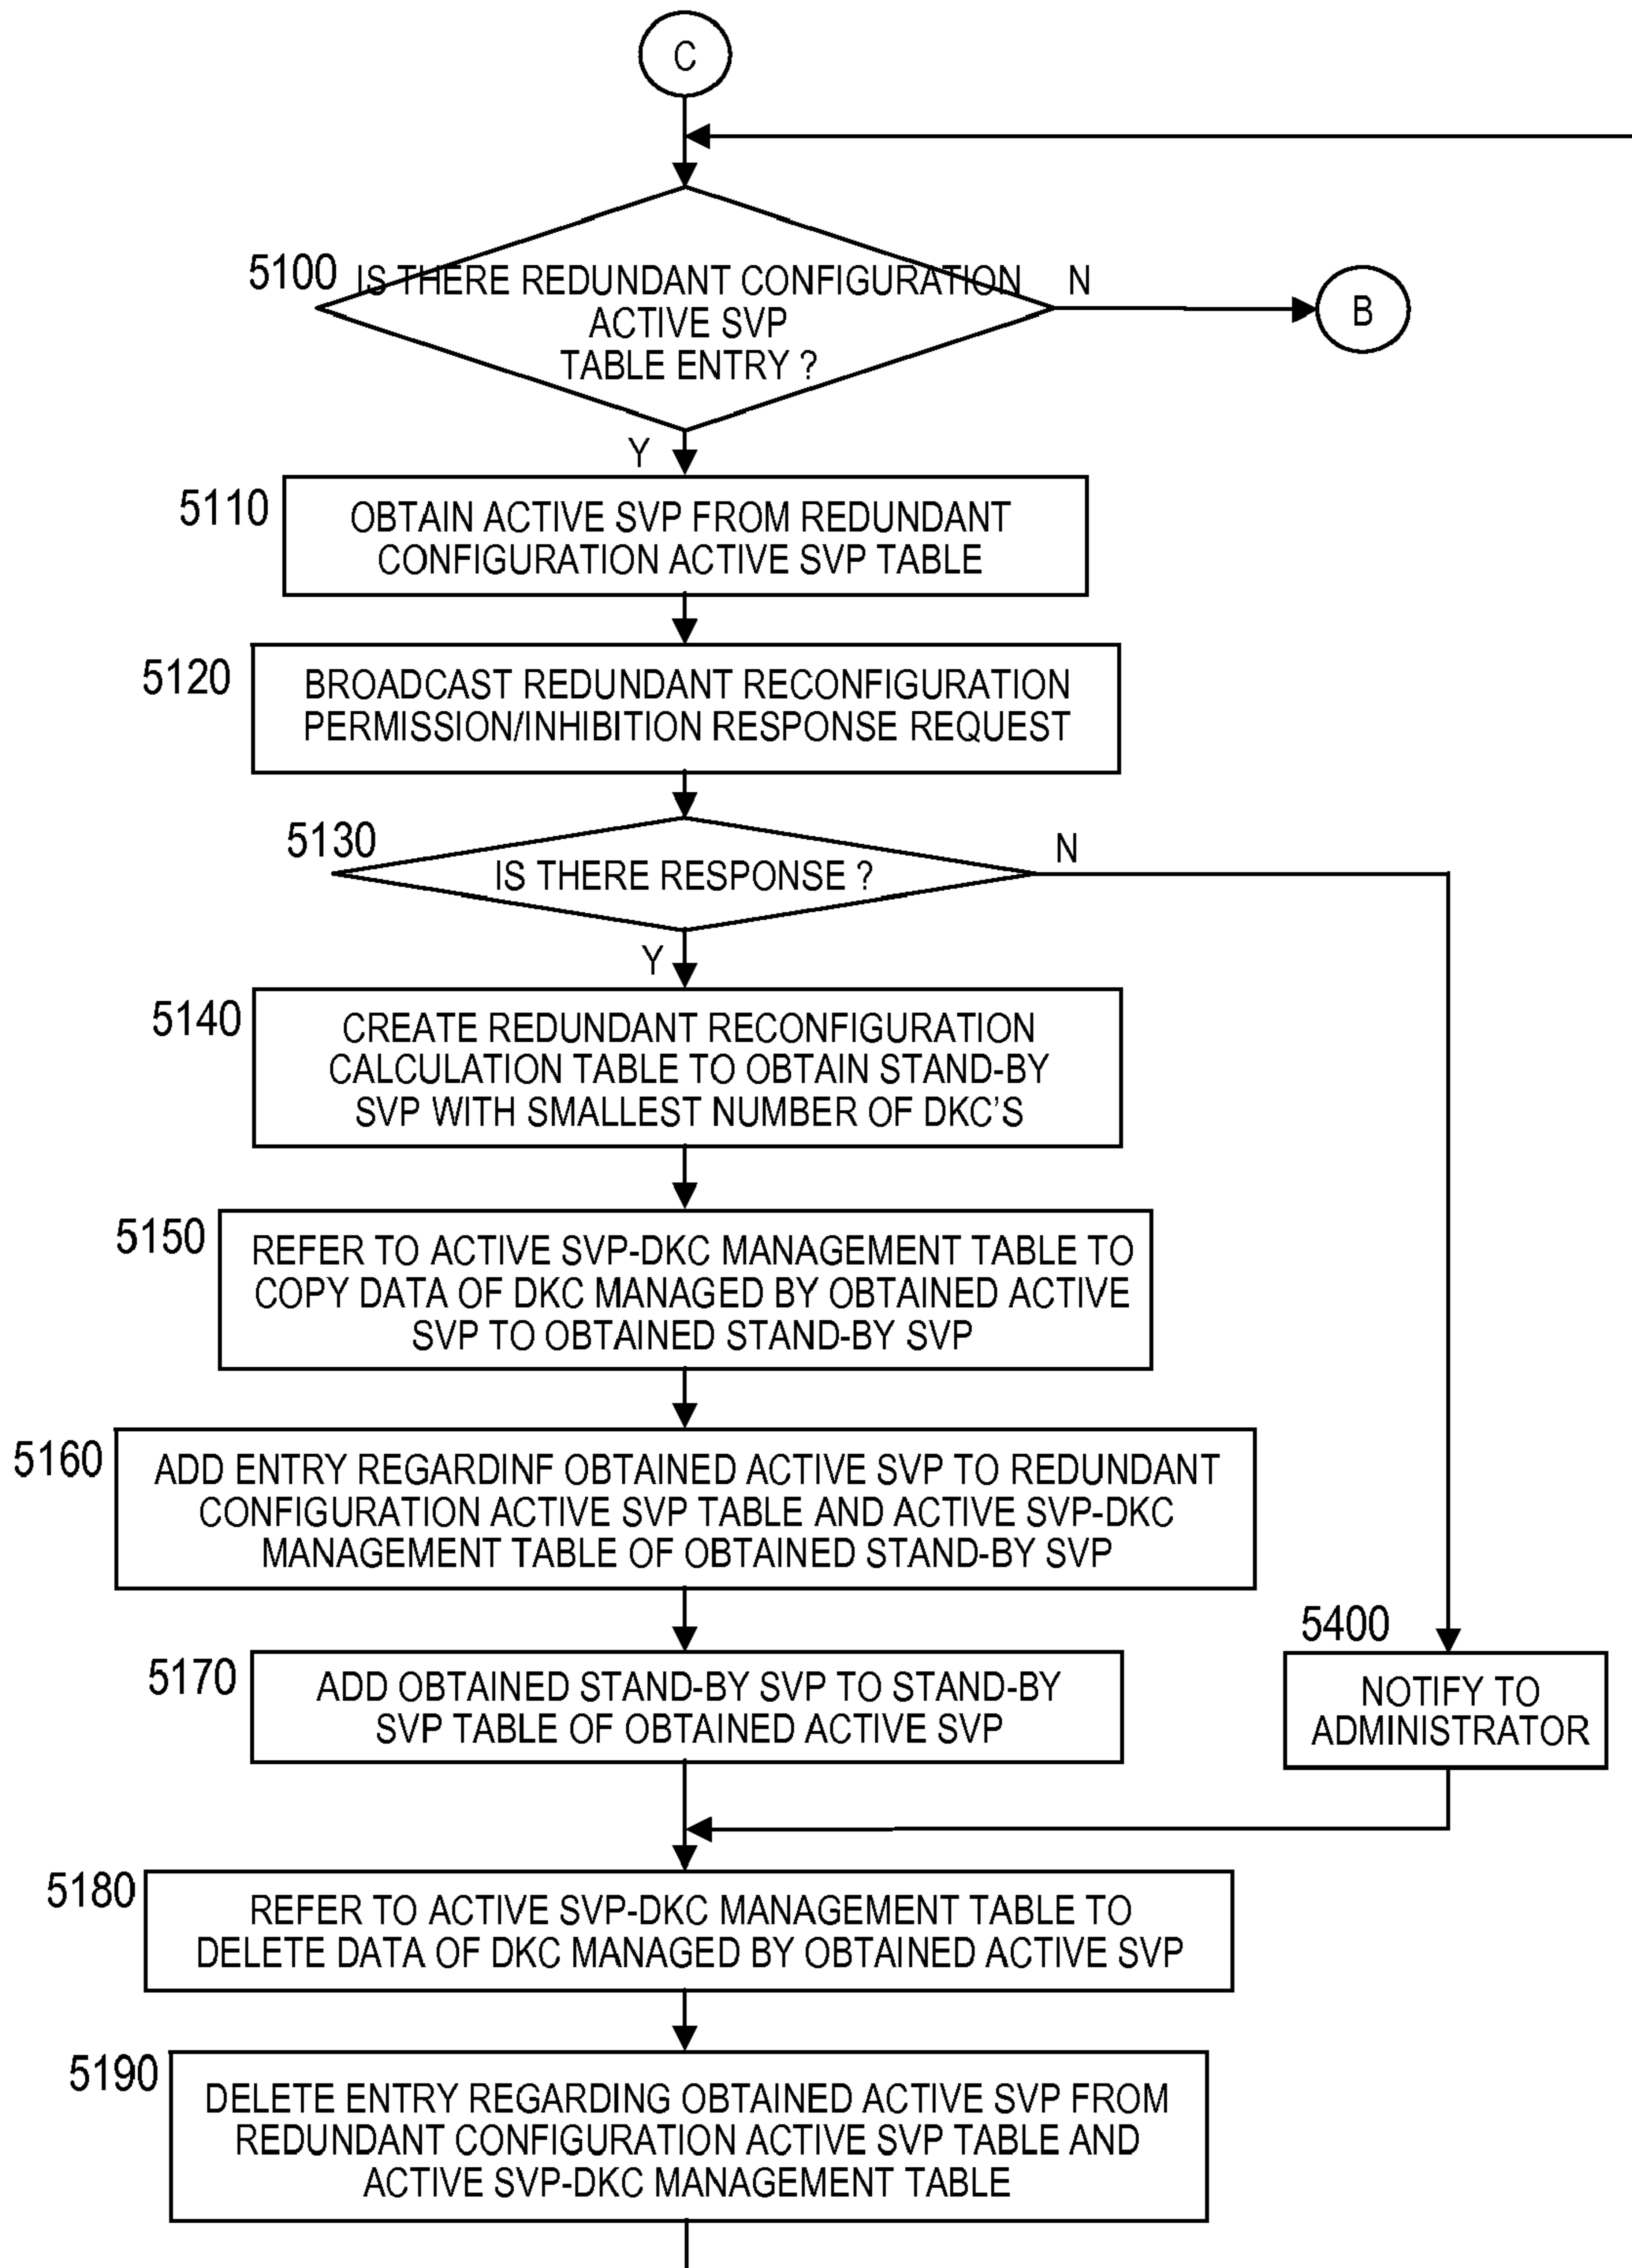 C
5100
IS THERE REDUNDANT CONFIGURATION
ACTIVE SVP
TABLE ENTRY ?
N
B
Y
5110
OBTAIN ACTIVE SVP FROM REDUNDANT
CONFIGURATION ACTIVE SVP TABLE
5120
BROADCAST REDUNDANT RECONFIGURATION
PERMISSION/INHIBITION RESPONSE REQUEST
5130
IS THERE RESPONSE ?
N
Y
5140
CREATE REDUNDANT RECONFIGURATION
CALCULATION TABLE TO OBTAIN STAND-BY
SVP WITH SMALLEST NUMBER OF DKC'S
5150
REFER TO ACTIVE SVP-DKC MANAGEMENT TABLE TO
COPY DATA OF DKC MANAGED BY OBTAINED ACTIVE
SVP TO OBTAINED STAND-BY SVP
5160
ADD ENTRY REGARDINF OBTAINED ACTIVE SVP TO REDUNDANT
CONFIGURATION ACTIVE SVP TABLE AND ACTIVE SVP-DKC
MANAGEMENT TABLE OF OBTAINED STAND-BY SVP
5170
ADD OBTAINED STAND-BY SVP TO STAND-BY
SVP TABLE OF OBTAINED ACTIVE SVP
5400
NOTIFY TO
ADMINISTRATOR
5180
REFER TO ACTIVE SVP-DKC MANAGEMENT TABLE TO
DELETE DATA OF DKC MANAGED BY OBTAINED ACTIVE SVP
5190
DELETE ENTRY REGARDING OBTAINED ACTIVE SVP FROM
REDUNDANT CONFIGURATION ACTIVE SVP TABLE AND
ACTIVE SVP-DKC MANAGEMENT TABLE